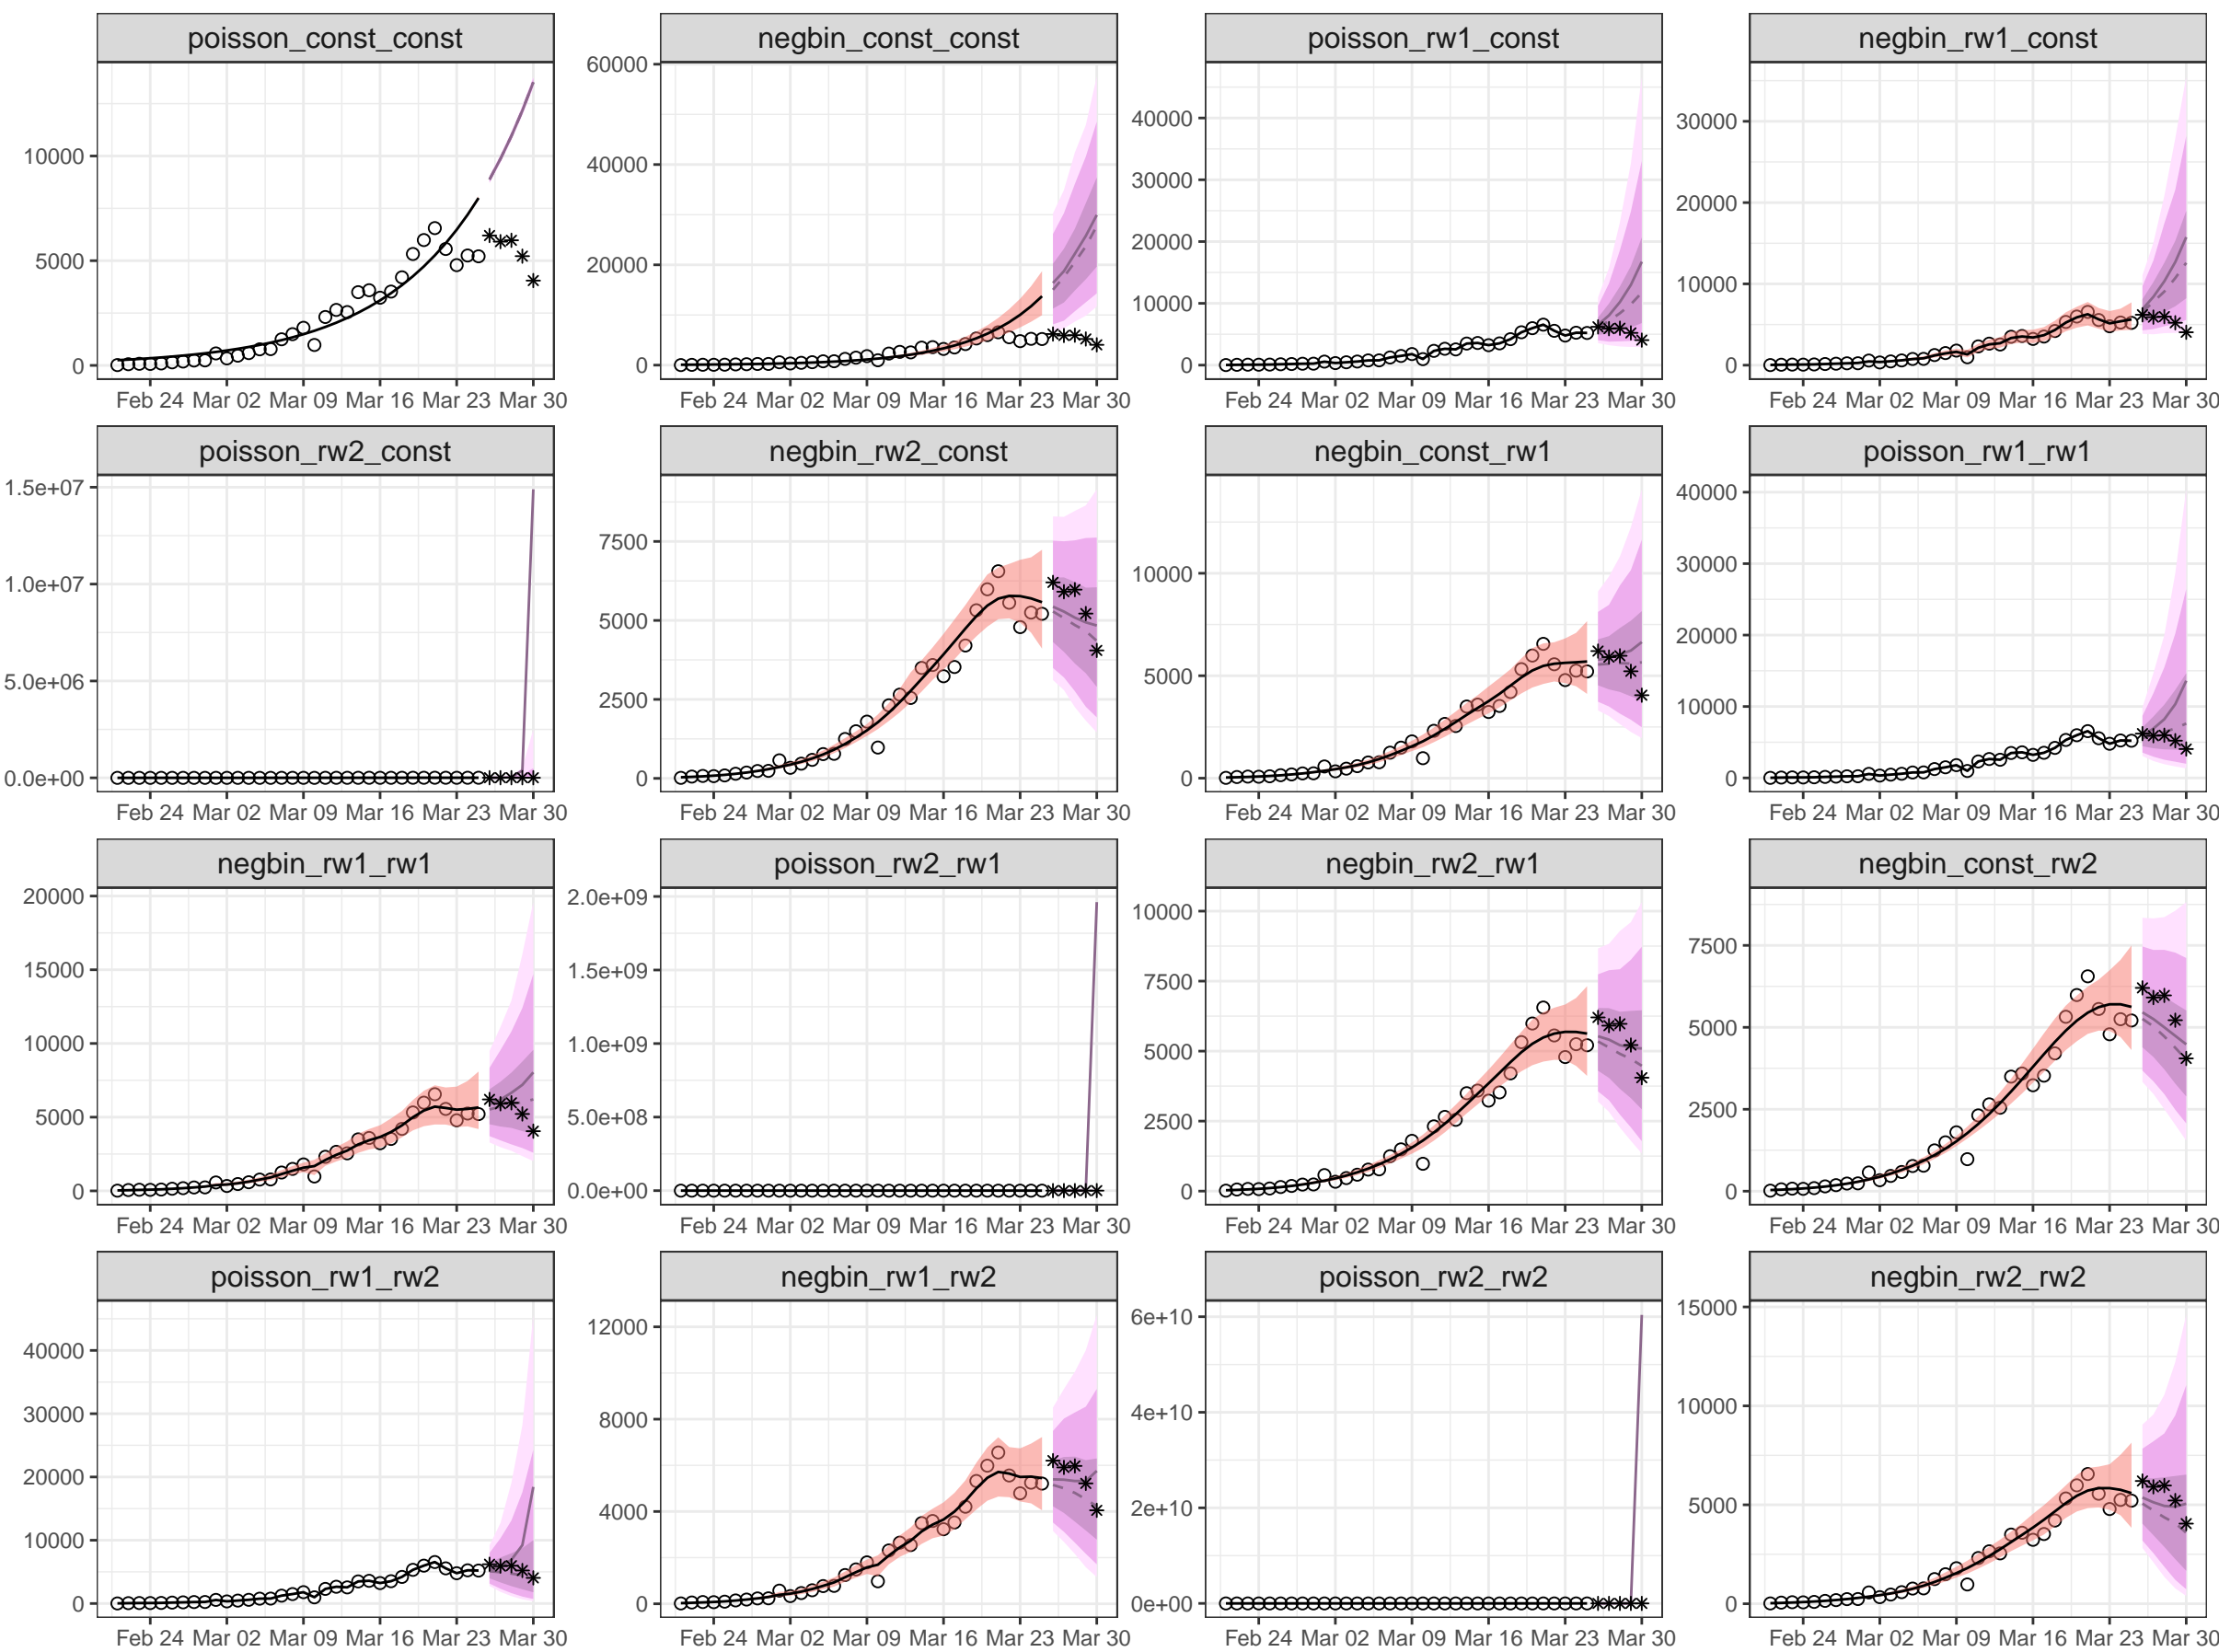 poisson_const_const
negbin_const_const
poisson_rw1_const
negbin_rw1_const
10000
5000
0
60000
40000
20000
0
40000
30000
20000
10000
0
30000
20000
10000
0
Feb 24 Mar 02 Mar 09 Mar 16 Mar 23 Mar 30
Feb 24 Mar 02 Mar 09 Mar 16 Mar 23 Mar 30
Feb 24 Mar 02 Mar 09 Mar 16 Mar 23 Mar 30
Feb 24 Mar 02 Mar 09 Mar 16 Mar 23 Mar 30
poisson_rw2_const
negbin_rw2_const
negbin_const_rw1
poisson_rw1_rw1
1.5e+07
1.0e+07
5.0e+06
0.0e+00
7500
5000
2500
0
10000
5000
0
40000
30000
20000
10000
0
Feb 24 Mar 02 Mar 09 Mar 16 Mar 23 Mar 30
Feb 24 Mar 02 Mar 09 Mar 16 Mar 23 Mar 30
Feb 24 Mar 02 Mar 09 Mar 16 Mar 23 Mar 30
Feb 24 Mar 02 Mar 09 Mar 16 Mar 23 Mar 30
negbin_rw1_rw1
poisson_rw2_rw1
negbin_rw2_rw1
negbin_const_rw2
20000
15000
10000
5000
0
2.0e+09
1.5e+09
1.0e+09
5.0e+08
0.0e+00
10000
7500
5000
2500
0
7500
5000
2500
0
Feb 24 Mar 02 Mar 09 Mar 16 Mar 23 Mar 30
Feb 24 Mar 02 Mar 09 Mar 16 Mar 23 Mar 30
Feb 24 Mar 02 Mar 09 Mar 16 Mar 23 Mar 30
Feb 24 Mar 02 Mar 09 Mar 16 Mar 23 Mar 30
poisson_rw1_rw2
negbin_rw1_rw2
poisson_rw2_rw2
negbin_rw2_rw2
40000
30000
20000
10000
0
12000
8000
4000
0
6e+10
4e+10
2e+10
0e+00
15000
10000
5000
0
Feb 24 Mar 02 Mar 09 Mar 16 Mar 23 Mar 30
Feb 24 Mar 02 Mar 09 Mar 16 Mar 23 Mar 30
Feb 24 Mar 02 Mar 09 Mar 16 Mar 23 Mar 30
Feb 24 Mar 02 Mar 09 Mar 16 Mar 23 Mar 30